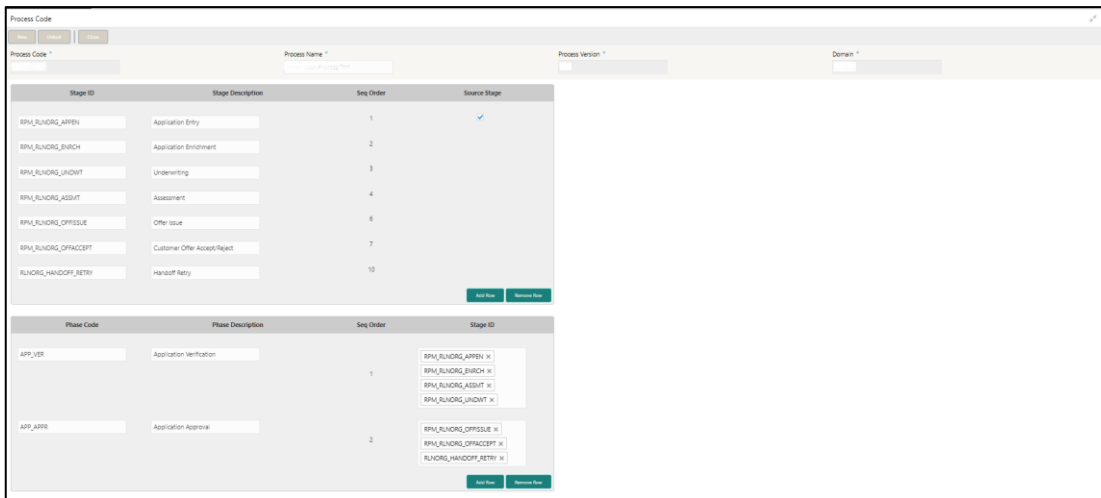 Process Code
New Unlock Close
Process Code * Process Name * Process Version * Domain *
Stage ID Stage Description Seq Order Source Stage
RPM_RLNORG_APPEN Application Entry 1
RPM_RLNORG_ENRCH Application Enrichment 2
RPM_RLNORG_UNDWT Underwriting 3
RPM_RLNORG_ASSMT Assessment 4
RPM_RLNORG_OFFISSUE Offer Issue 6
RPM_RLNORG_OFFACCEPT Customer Offer Accept/Reject 7
RLNORG_HANDOFF_RETRY Handoff Retry 10
Add Row Remove Row
Phase Code Phase Description Seq Order Stage ID
APP_VER Application Verification 1 RPM_RLNORG_APPEN ×
RPM_RLNORG_ENRCH ×
RPM_RLNORG_ASSMT ×
RPM_RLNORG_UNDWT ×
APP_APPR Application Approval 2 RPM_RLNORG_OFFISSUE ×
RPM_RLNORG_OFFACCEPT ×
RLNORG_HANDOFF_RETRY ×
Add Row Remove Row